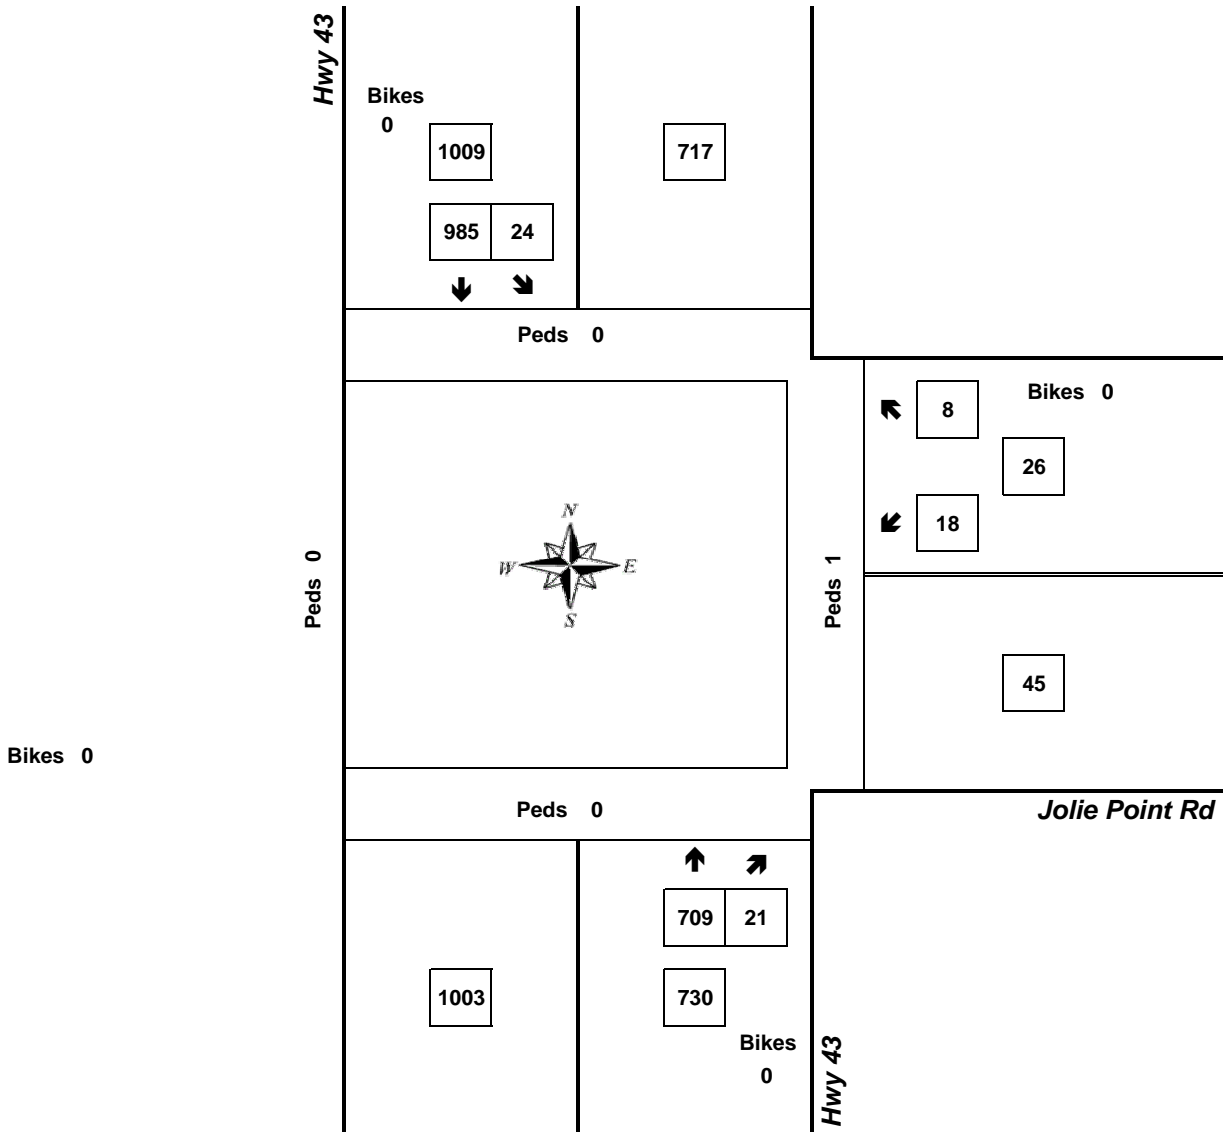 Hwy 43
Bikes
0
1009
717
985 24
Peds 0
8
Bikes 0
26
18
N
W E
S
Peds 0
Peds 1
45
Bikes 0
Peds 0
Jolie Point Rd
709 21
1003
730
Bikes
0
Hwy 43